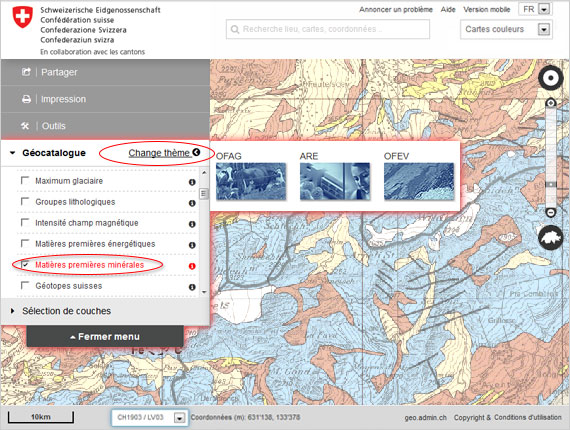 Schweizerische Eidgenossenschaft
Confédération suisse
Confederazione Svizzera
Confederaziun svizra
En collaboration avec les cantons
Annoncer un problème Aide Version mobile FR
Recherche lieu, cartes, coordonnées...
Cartes couleurs
Partager
Impression
Outils
Géocatalogue Change thème
OFAG ARE OFEV
Maximum glaciaire
Groupes lithologiques
Intensité champ magnétique
Matières premières énergétiques
Matières premières minérales
Géotopes suisses
Sélection de couches
Fermer menu
10km
CH1903 / LV03
Coordonnées (m): 631'138, 133'378
geo.admin.ch Copyright & Conditions d'utilisation